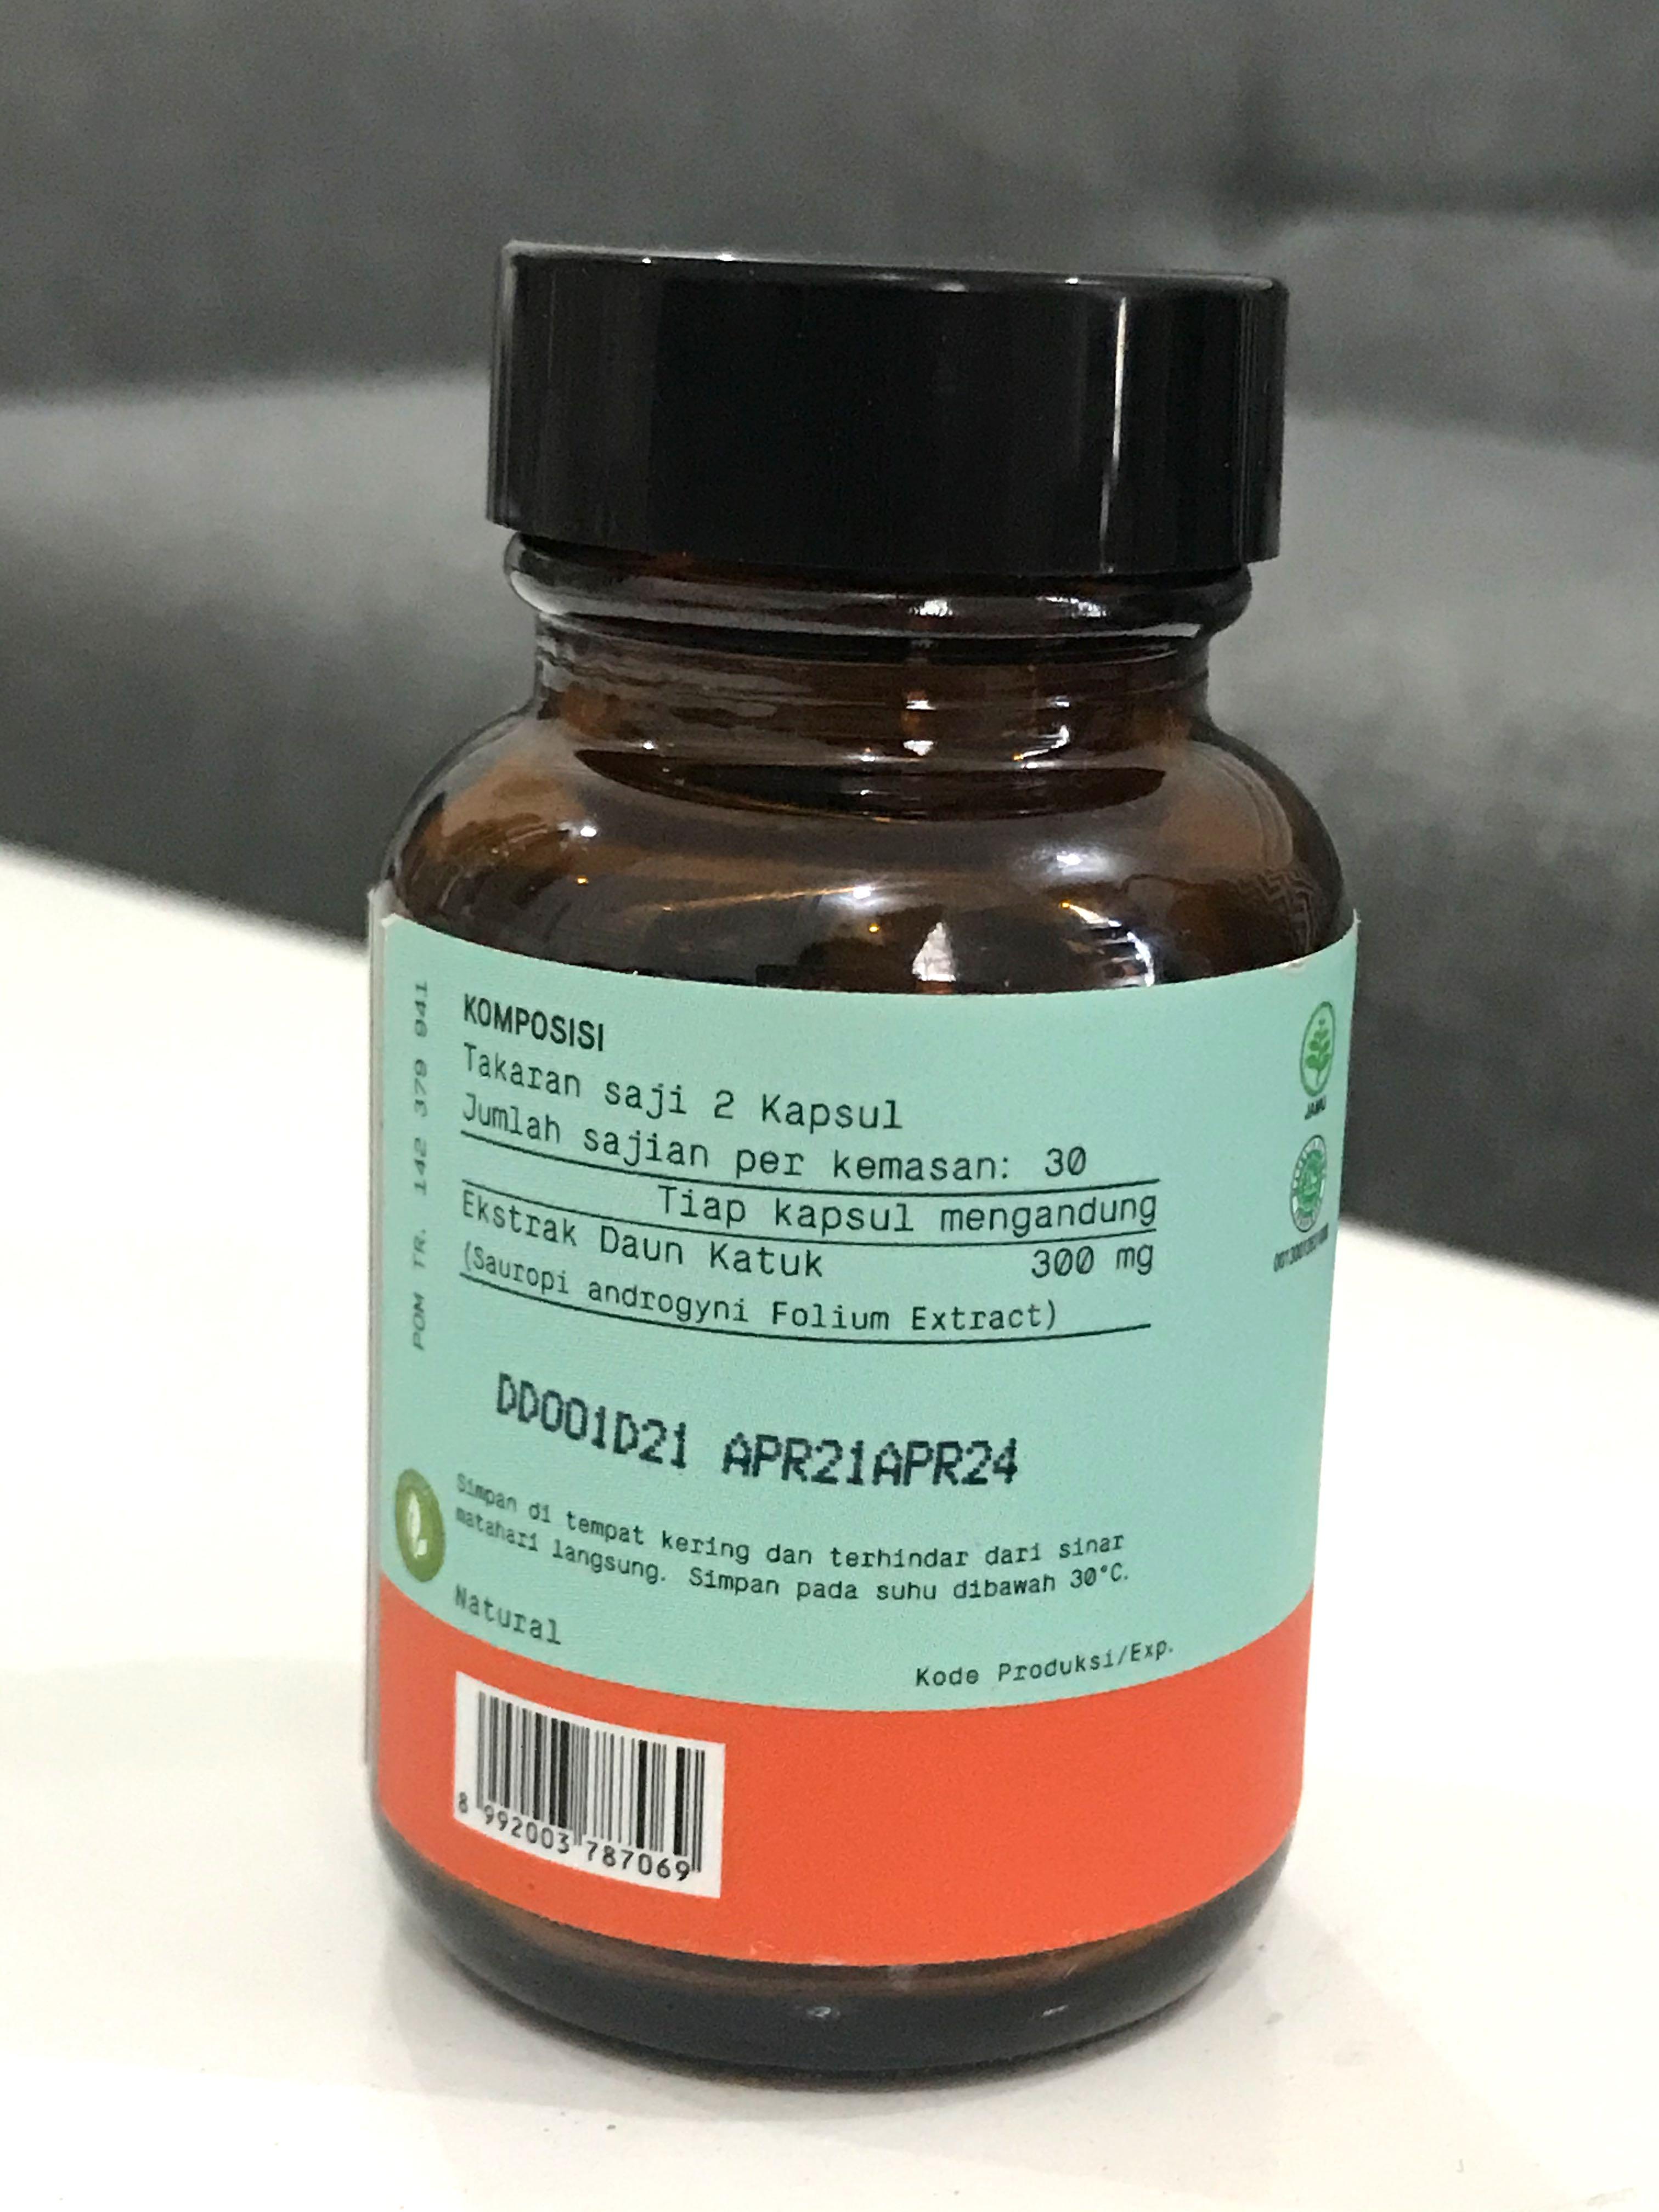 POM TR. 142 379 941
KOMPOSISI
Takaran saji 2 Kapsul
Jumlah sajian per kemasan: 30
Tiap kapsul mengandung
Ekstrak Daun Katuk 300 mg
(Sauropi androgyni Folium Extract)
JAMU
DD001D21 APR21APR24
Simpan di tempat kering dan terhindar dari sinar
matahari langsung. Simpan pada suhu dibawah 30°C.
Natural
Kode Produksi/Exp.
8 992003 787069